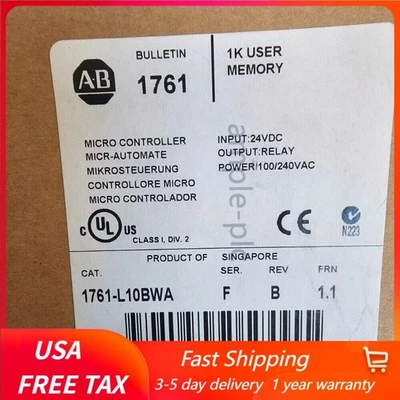 AB
BULLETIN
1761
1K USER
MEMORY
MICRO CONTROLLER
MICR-AUTOMATE
MIKROSTEUERUNG
CONTROLLORE MICRO
MICRO CONTROLADOR
INPUT:24VDC
OUTPUT:RELAY
POWER:100/240VAC
c UL us
CLASS I, DIV. 2
CE
N223
PRODUCT OF SINGAPORE
CAT. SER. REV FRN
1761-L10BWA F B 1.1
USA
FREE TAX
Fast Shipping
3-5 day delivery 1 year warranty